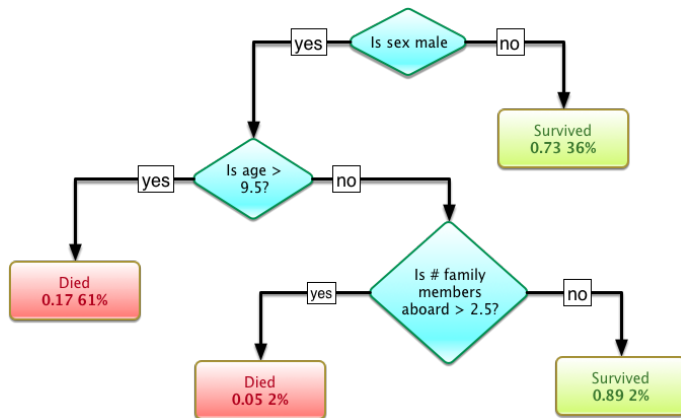 yes
Is sex male
no
Survived
0.73 36%
yes
Is age >
9.5?
no
Died
0.17 61%
yes
Is # family
members
aboard > 2.5?
no
Died
0.05 2%
Survived
0.89 2%